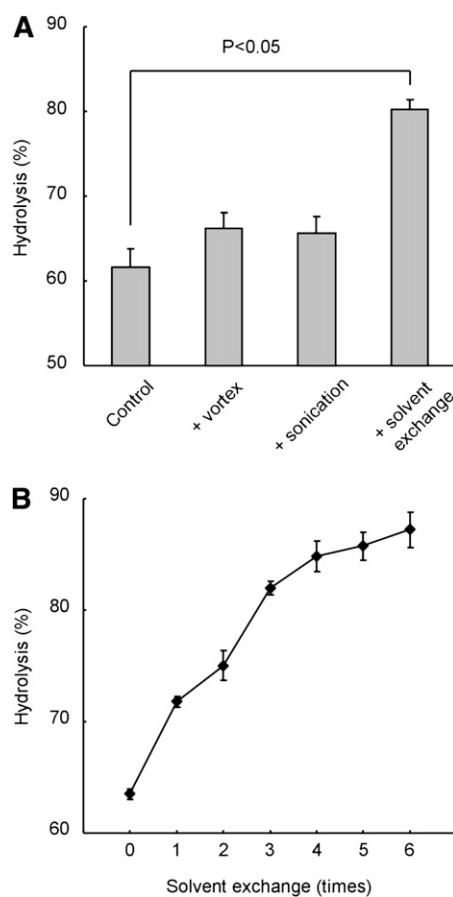 A
P<0.05
Hydrolysis (%)
90
80
70
60
50
Control
+ vortex
+ sonication
+ solvent
exchange
B
Hydrolysis (%)
90
80
70
60
0 1 2 3 4 5 6
Solvent exchange (times)